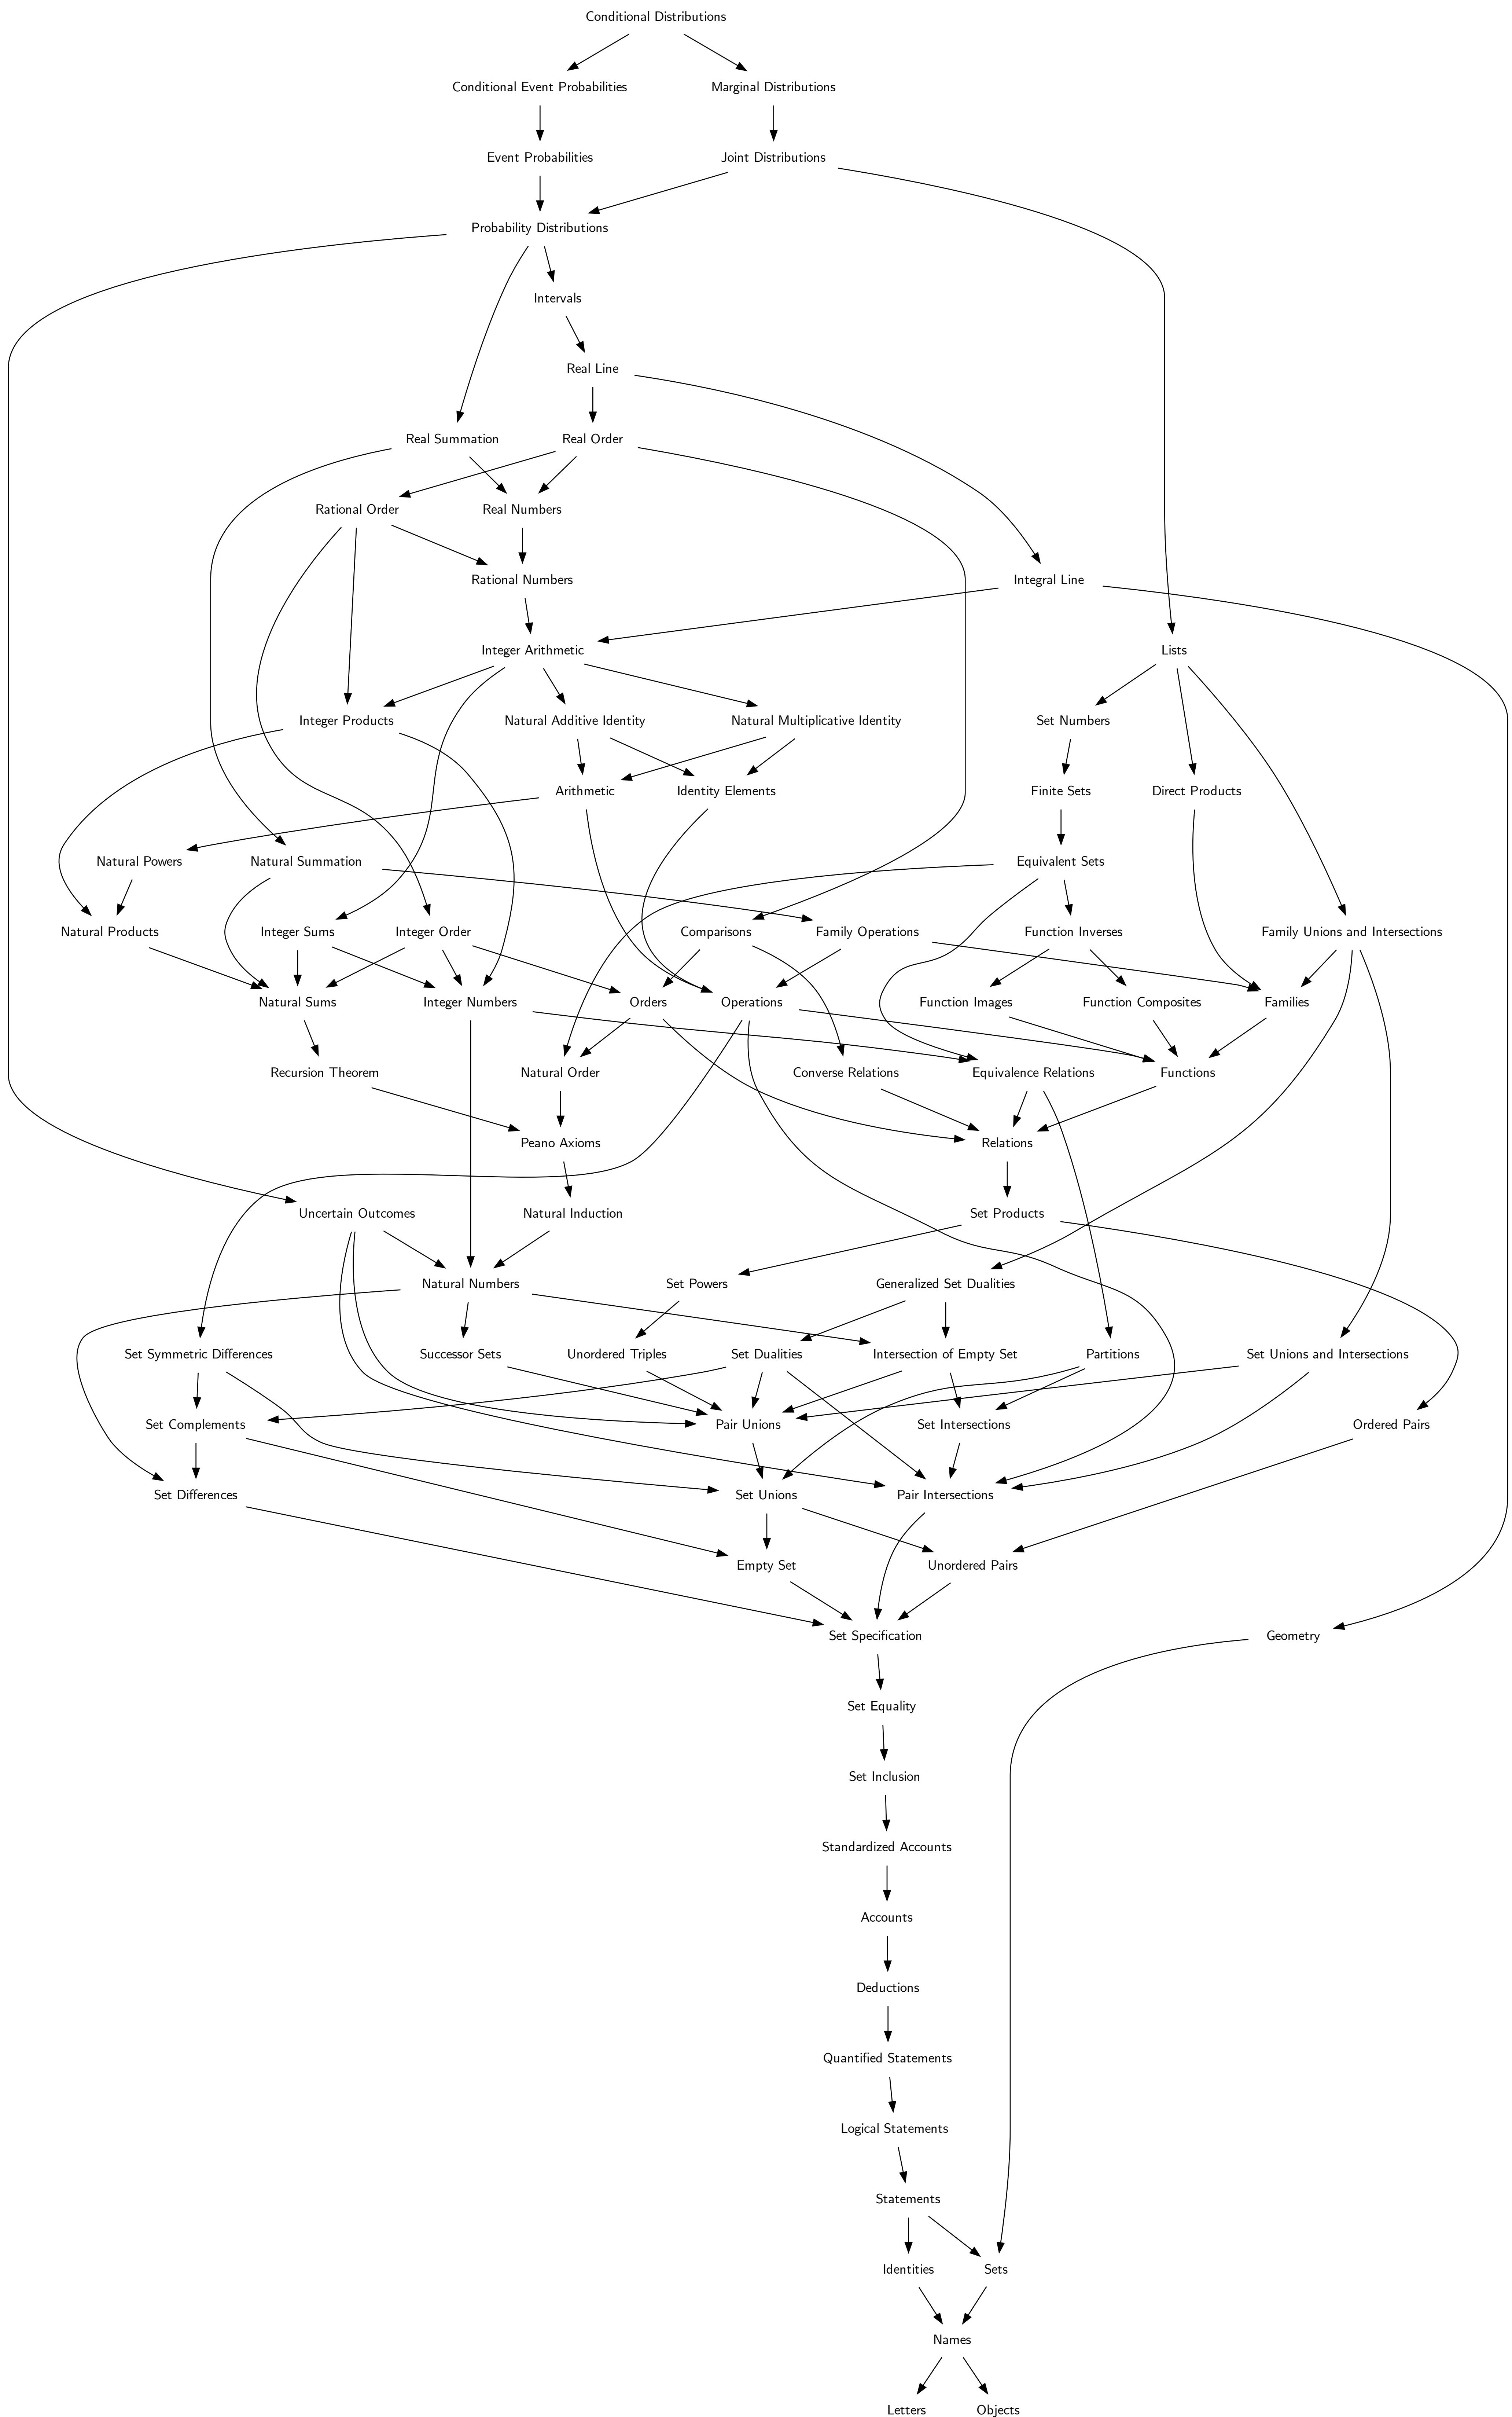 Conditional Distributions
Conditional Event Probabilities
Marginal Distributions
Event Probabilities
Joint Distributions
Probability Distributions
Intervals
Real Line
Real Summation
Real Order
Rational Order
Real Numbers
Rational Numbers
Integral Line
Integer Arithmetic
Lists
Integer Products
Natural Additive Identity
Natural Multiplicative Identity
Set Numbers
Arithmetic
Identity Elements
Finite Sets
Direct Products
Natural Powers
Natural Summation
Equivalent Sets
Natural Products
Integer Sums
Integer Order
Comparisons
Family Operations
Function Inverses
Family Unions and Intersections
Natural Sums
Integer Numbers
Orders
Operations
Function Images
Function Composites
Families
Recursion Theorem
Natural Order
Converse Relations
Equivalence Relations
Functions
Peano Axioms
Relations
Uncertain Outcomes
Natural Induction
Set Products
Natural Numbers
Set Powers
Generalized Set Dualities
Set Symmetric Differences
Successor Sets
Unordered Triples
Set Dualities
Intersection of Empty Set
Partitions
Set Unions and Intersections
Set Complements
Pair Unions
Set Intersections
Ordered Pairs
Set Differences
Set Unions
Pair Intersections
Empty Set
Unordered Pairs
Set Specification
Geometry
Set Equality
Set Inclusion
Standardized Accounts
Accounts
Deductions
Quantified Statements
Logical Statements
Statements
Identities
Sets
Names
Letters
Objects